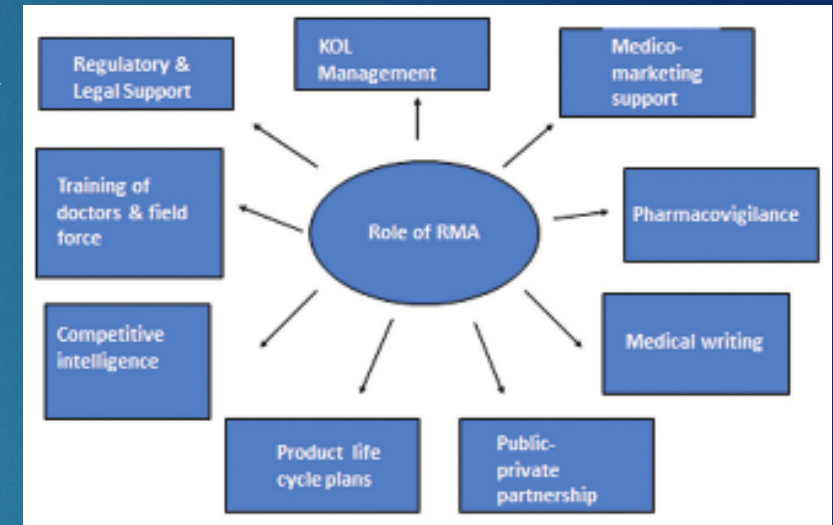 KOL
Management
Medico-
marketing
support
Regulatory &
Legal Support
Training of
doctors & field
force
Role of RMA
Pharmacovigilance
Competitive
intelligence
Medical writing
Product life
cycle plans
Public-
private
partnership